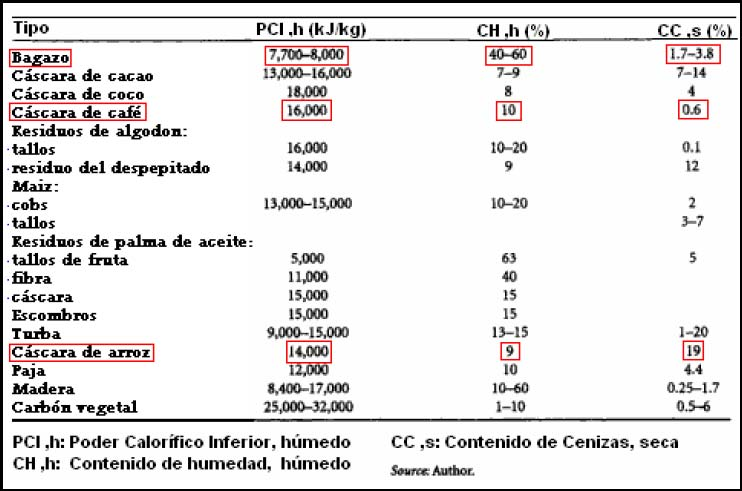 Tipo PCI ,h (kJ/kg) CH ,h (%) CC ,s (%)
Bagazo 7,700–8,000 40–60 1.7–3.8
Cáscara de cacao 13,000–16,000 7–9 7–14
Cáscara de coco 18,000 8 4
Cáscara de café 16,000 10 0.6
Residuos de algodon:
tallos 16,000 10–20 0.1
residuo del despepitado 14,000 9 12
Maiz:
cobs 13,000–15,000 10–20 2
tallos 3–7
Residuos de palma de aceite:
tallos de fruta 5,000 63 5
fibra 11,000 40
cáscara 15,000 15
Escombros 15,000 15
Turba 9,000–15,000 13–15 1–20
Cáscara de arroz 14,000 9 19
Paja 12,000 10 4.4
Madera 8,400–17,000 10–60 0.25–1.7
Carbón vegetal 25,000–32,000 1–10 0.5–6
PCI ,h: Poder Calorífico Inferior, húmedo CC ,s: Contenido de Cenizas, seca
CH ,h: Contenido de humedad, húmedo Source: Author.